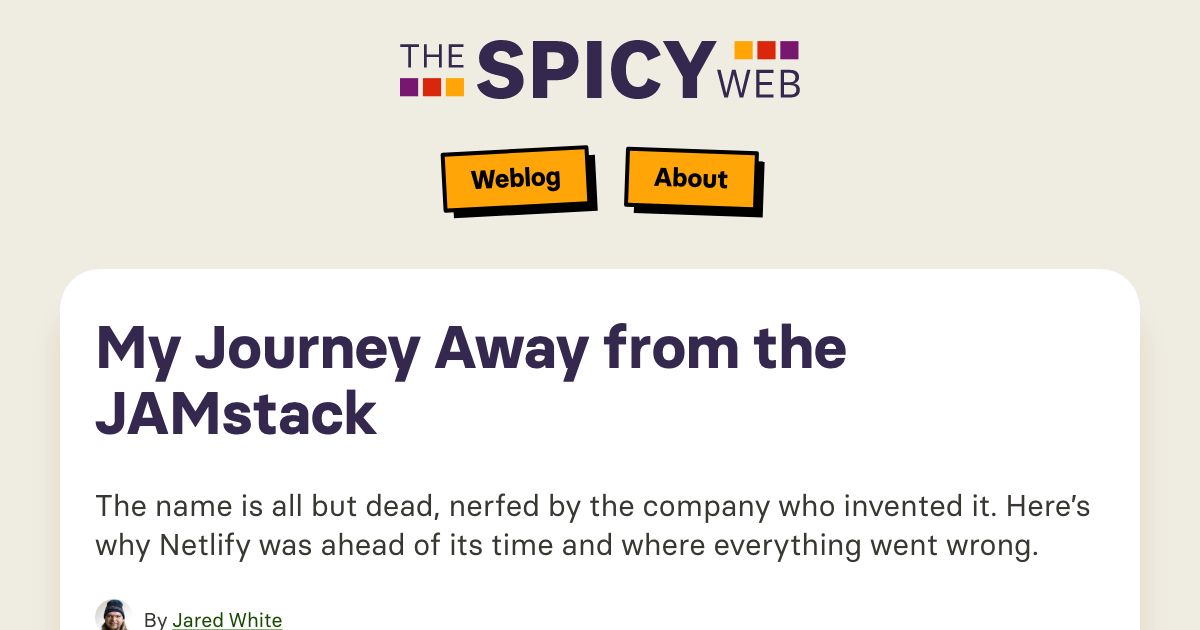 THE SPICY WEB
Weblog About
My Journey Away from the
JAMstack
The name is all but dead, nerfed by the company who invented it. Here’s
why Netlify was ahead of its time and where everything went wrong.
By Jared White